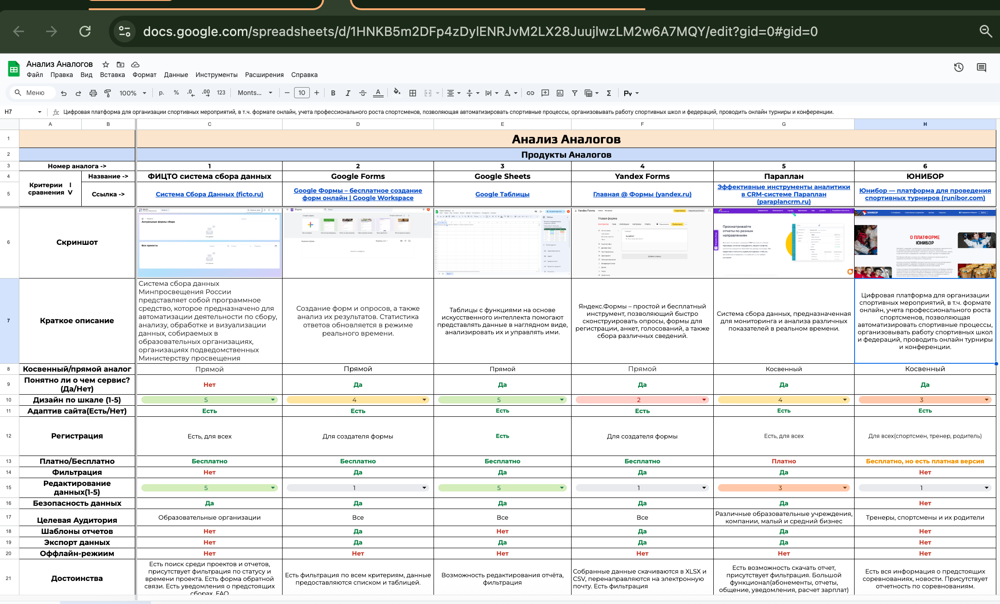 docs.google.com/spreadsheets/d/1HNKB5m2DFp4zDylENRJvM2LX28JuujlwzLM2w6A7MQY/edit?gid=0#gid=0
Анализ Аналогов
Файл Правка Вид Вставка Формат Данные Инструменты Расширения Справка
Меню 100% р. % .0 .00 123 Monts... 10 B I A Σ Pγ
H7 fx Цифровая платформа для организации спортивных мероприятий, в т.ч. формате онлайн, учета профессионального роста спортсменов, позволяющая автоматизировать спортивные процессы, организовывать работу спортивных школ и федераций, проводить онлайн турниры и конференции.
A B C D E F G H
1 Анализ Аналогов
2 Продукты Аналогов
3 Номер аналога -> 1 2 3 4 5 6
4 Название -> ФИЦТО система сбора данных Google Forms Google Sheets Yandex Forms Параплан ЮНИБОР
Критерии I
сравнения V
5 Ссылка ->
Система Сбора Данных (ficto.ru)
Google Формы – бесплатное создание
форм онлайн | Google Workspace
Google Таблицы
Главная @ Формы (yandex.ru)
Эффективные инструменты аналитики
в CRM-системе Параплан
(paraplancrm.ru)
Юнибор — платформа для проведения
спортивных турниров (runibor.com)
6 Скриншот
Актуальные формы сбора
Все проекты
Формы
Yandex Forms
Новая форма
Просматривайте
отчеты по разным
направлениям
ЮНИБОР
О ПЛАТФОРМЕ
ЮНИБОР
7 Краткое описание
Система сбора данных
Минпросвещения России
представляет собой программное
средство, которое предназначено для
автоматизации деятельности по сбору,
анализу, обработке и визуализации
данных, собираемых в
образовательных организациях,
организациях подведомственных
Министерству просвещения
Создание форм и опросов, а также
анализ их результатов. Статистика
ответов обновляется в режиме
реального времени.
Таблицы с функциями на основе
искусственного интеллекта помогают
представлять данные в наглядном виде,
анализировать их и управлять ими.
Яндекс.Формы – простой и бесплатный
инструмент, позволяющий быстро
сконструировать опросы, формы для
регистрации, анкет, голосований, а также
сбора различных сведений.
Система сбора данных, предназначенная
для мониторинга и анализа различных
показателей в реальном времени.
Цифровая платформа для организации
спортивных мероприятий, в т.ч. формате
онлайн, учета профессионального роста
спортсменов, позволяющая
автоматизировать спортивные процессы,
организовывать работу спортивных школ
и федераций, проводить онлайн турниры
и конференции.
8 Косвенный/прямой аналог Прямой Прямой Прямой Прямой Косвенный Косвенный
9 Понятно ли о чем сервис?
(Да/Нет) Нет Да Да Да Да Да
10 Дизайн по шкале (1-5) 5 4 5 2 4 3
11 Адаптив сайта(Есть/Нет) Есть Есть Есть Есть Есть Есть
12 Регистрация Есть, для всех Для создателя формы Есть Для создателя формы Есть, для всех Для всех(спортсмен, тренер, родитель)
13 Платно/Бесплатно Бесплатно Бесплатно Бесплатно Бесплатно Платно Бесплатно, но есть платная версия
14 Фильтрация Нет Да Да Да Да Нет
15 Редактирование
данных(1-5) 5 1 5 1 3 1
16 Безопасность данных Да Да Да Да Да Нет
17 Целевая Аудитория Образовательные организации Все Все Все
Различные образовательные учреждения,
компании, малый и средний бизнес
Тренеры, спортсмены и их родители
18 Шаблоны отчетов Нет Да Нет Да Да Нет
19 Экспорт данных Нет Да Да Да Да Нет
20 Оффлайн-режиим Нет Нет Нет Нет Нет Нет
21 Достоинства
Есть поиск среди проектов и отчетов,
присутствует фильтрация по статусу и
времени проекта. Есть форма обратной
связи. Есть уведомления о предстоящих
сборах. FAQ
Есть фильтрация по всем критериям, данные
предоставляются списком и таблицей.
Возможность редактирования отчёта,
фильтрация
Собранные данные скачиваются в XLSX и
CSV, перенаправляются на электронную
почту. Есть фильтрация
Есть возможность скачать отчет,
присутствует фильтрация. Большой
функционал(абонементы, отчеты,
общение, уведомления, расчет зарплат)
Есть вся информация о предстоящих
соревнованиях, новости. Присутствует
отчетность по соревнованиям.